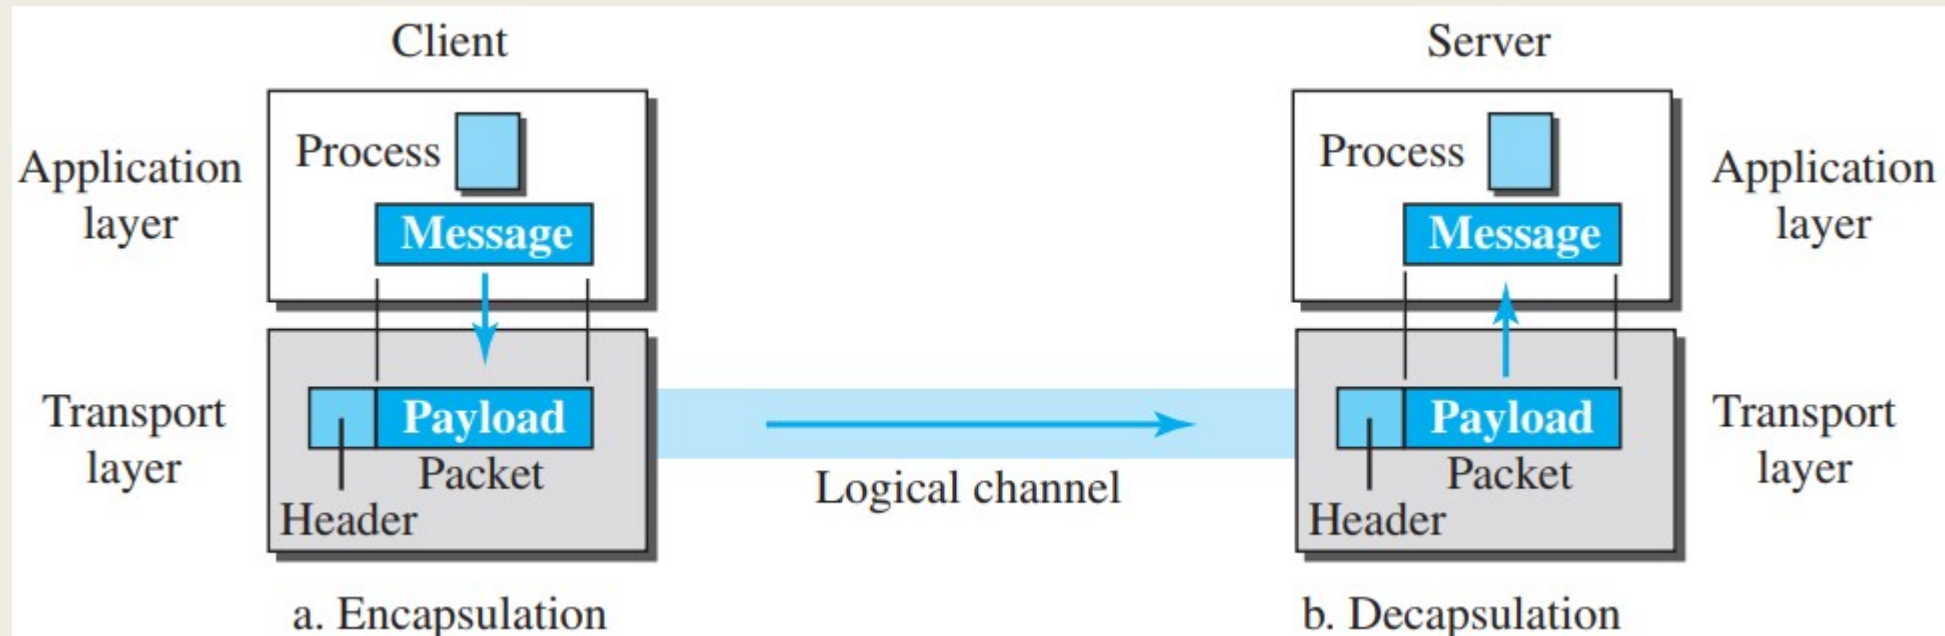 Client
Server
Process
Process
Application
layer
Application
layer
Message
Message
Transport
layer
Payload
Payload
Transport
layer
Packet
Packet
Logical channel
Header
Header
a. Encapsulation
b. Decapsulation